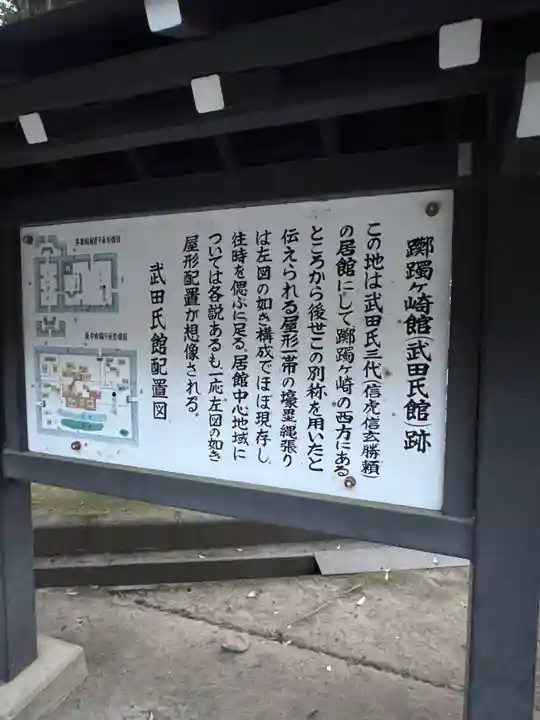 躑躅ヶ崎館(武田氏館)跡
この地は武田氏三代(信虎信玄勝頼)
の居館にして躑躅ヶ崎の西方にある
ところから後世この別称を用いたと
伝えられる屋形一帯の壕塁縄張り
は左図の如き構成でほぼ現存し
往時を偲ぶに足る。居館中心地域に
ついては各説あるも一応左図の如き
屋形配置が想像される。
武田氏館配置図